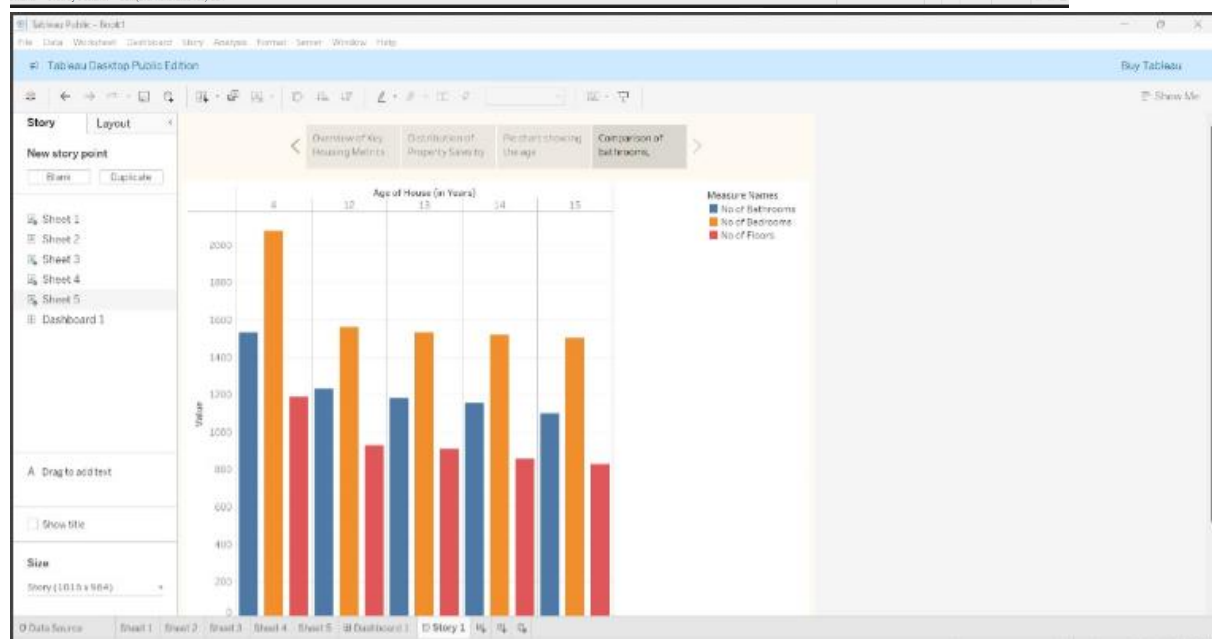 Tableau Public - Book1
File Data Worksheet Dashboard Story Analysis Format Server Window Help
Tableau Desktop Public Edition
Buy Tableau
Show Me
Story Layout
New story point
Blank Duplicate
Sheet 1
Sheet 2
Sheet 3
Sheet 4
Sheet 5
Dashboard 1
A Drag to add text
Show title
Size
Story (1016 x 964)
Overview of Key
Housing Metrics
Distribution of
Property Sales by
Pie chart showing
the age
Comparison of
bathrooms,
Age of House (in Years)
4 12 13 14 15
Value
2000
1800
1600
1400
1200
1000
800
600
400
200
0
Measure Names
No of Bathrooms
No of Bedrooms
No of Floors
Data Source Sheet 1 Sheet 2 Sheet 3 Sheet 4 Sheet 5 Dashboard 1 Story 1